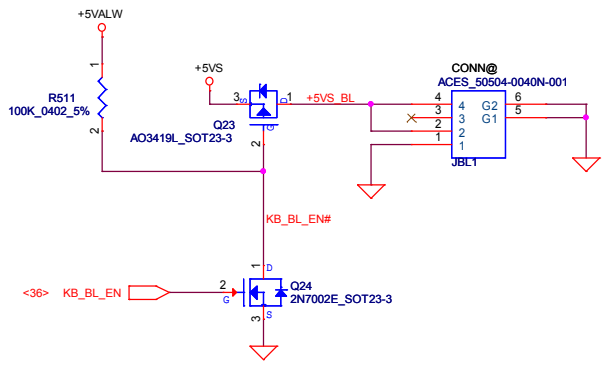 +5VALW
+5VS
CONN@
ACES_50504-0040N-001
1
R511
100K_0402_5%
2
3
S
D
1
+5VS_BL
G
2
Q23
AO3419L_SOT23-3
4
3
2
1
4
3
2
1
G2
G1
6
5
JBL1
KB_BL_EN#
1
D
<36>
KB_BL_EN
2
G
Q24
2N7002E_SOT23-3
3
S